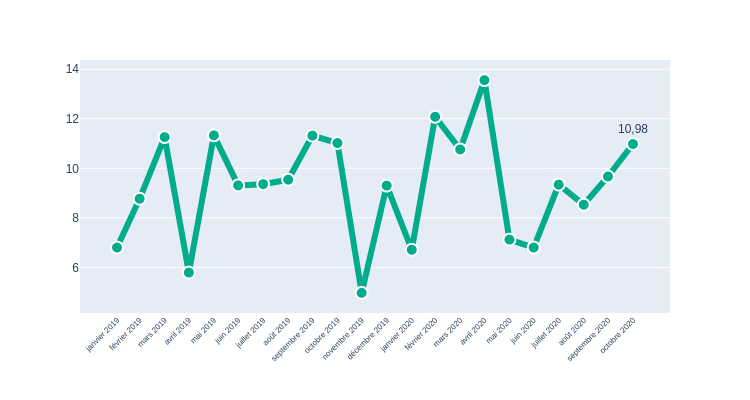 14
12
10
8
6
10,98
janvier 2019
février 2019
mars 2019
avril 2019
mai 2019
juin 2019
juillet 2019
août 2019
septembre 2019
octobre 2019
novembre 2019
décembre 2019
janvier 2020
février 2020
mars 2020
avril 2020
mai 2020
juin 2020
juillet 2020
août 2020
septembre 2020
octobre 2020